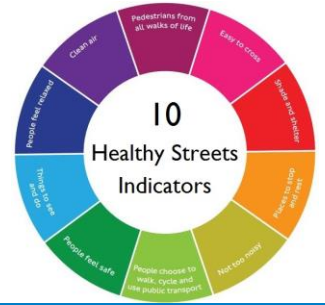 10
Healthy Streets
Indicators
Pedestrians from
all walks of life
Easy to cross
Shade and shelter
Places to stop
and rest
Not too noisy
People choose to
walk, cycle and
use public transport
People feel safe
Things to see
and do
People feel relaxed
Clean air